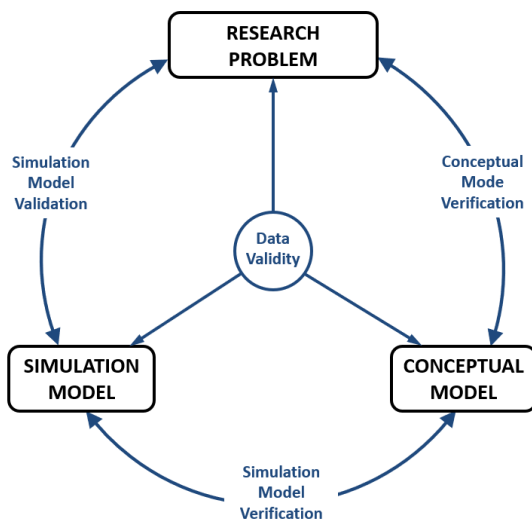 RESEARCH
PROBLEM
Simulation
Model
Validation
Conceptual
Mode
Verification
Data
Validity
SIMULATION
MODEL
CONCEPTUAL
MODEL
Simulation
Model
Verification